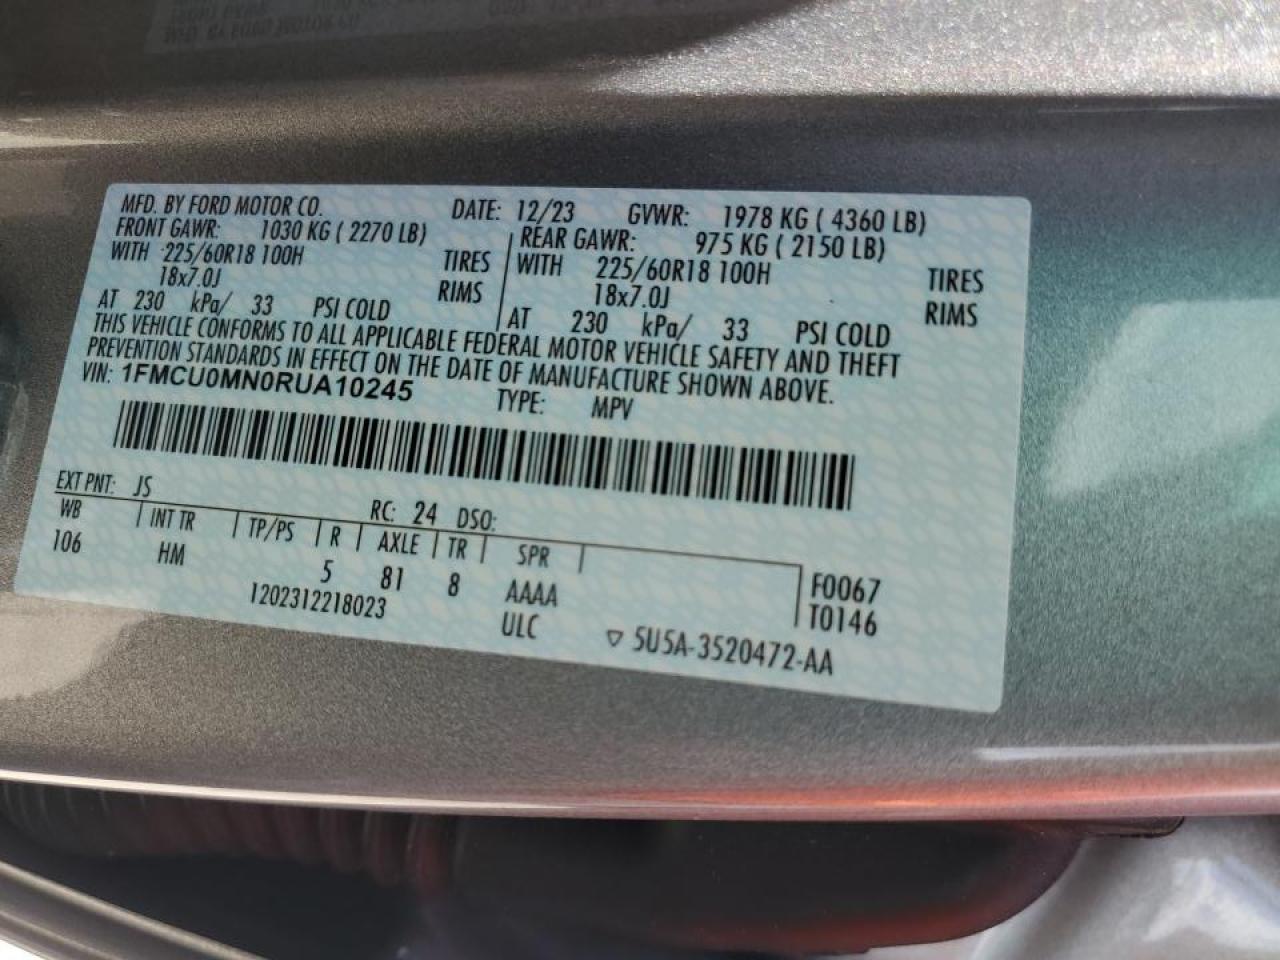 MFD. BY FORD MOTOR CO. DATE: 12/23 GVWR: 1978 KG ( 4360 LB)
FRONT GAWR: 1030 KG ( 2270 LB) REAR GAWR: 975 KG ( 2150 LB)
WITH 225/60R18 100H TIRES WITH 225/60R18 100H TIRES
18x7.0J RIMS 18x7.0J RIMS
AT 230 kPa/ 33 PSI COLD AT 230 kPa/ 33 PSI COLD
THIS VEHICLE CONFORMS TO ALL APPLICABLE FEDERAL MOTOR VEHICLE SAFETY AND THEFT
PREVENTION STANDARDS IN EFFECT ON THE DATE OF MANUFACTURE SHOWN ABOVE.
VIN: 1FMCU0MN0RUA10245 TYPE: MPV
EXT PNT: JS RC: 24 DSO:
WB INT TR TP/PS R AXLE TR SPR
106 HM 5 81 8 AAAA F0067
1202312218023 ULC T0146
▽ 5U5A-3520472-AA